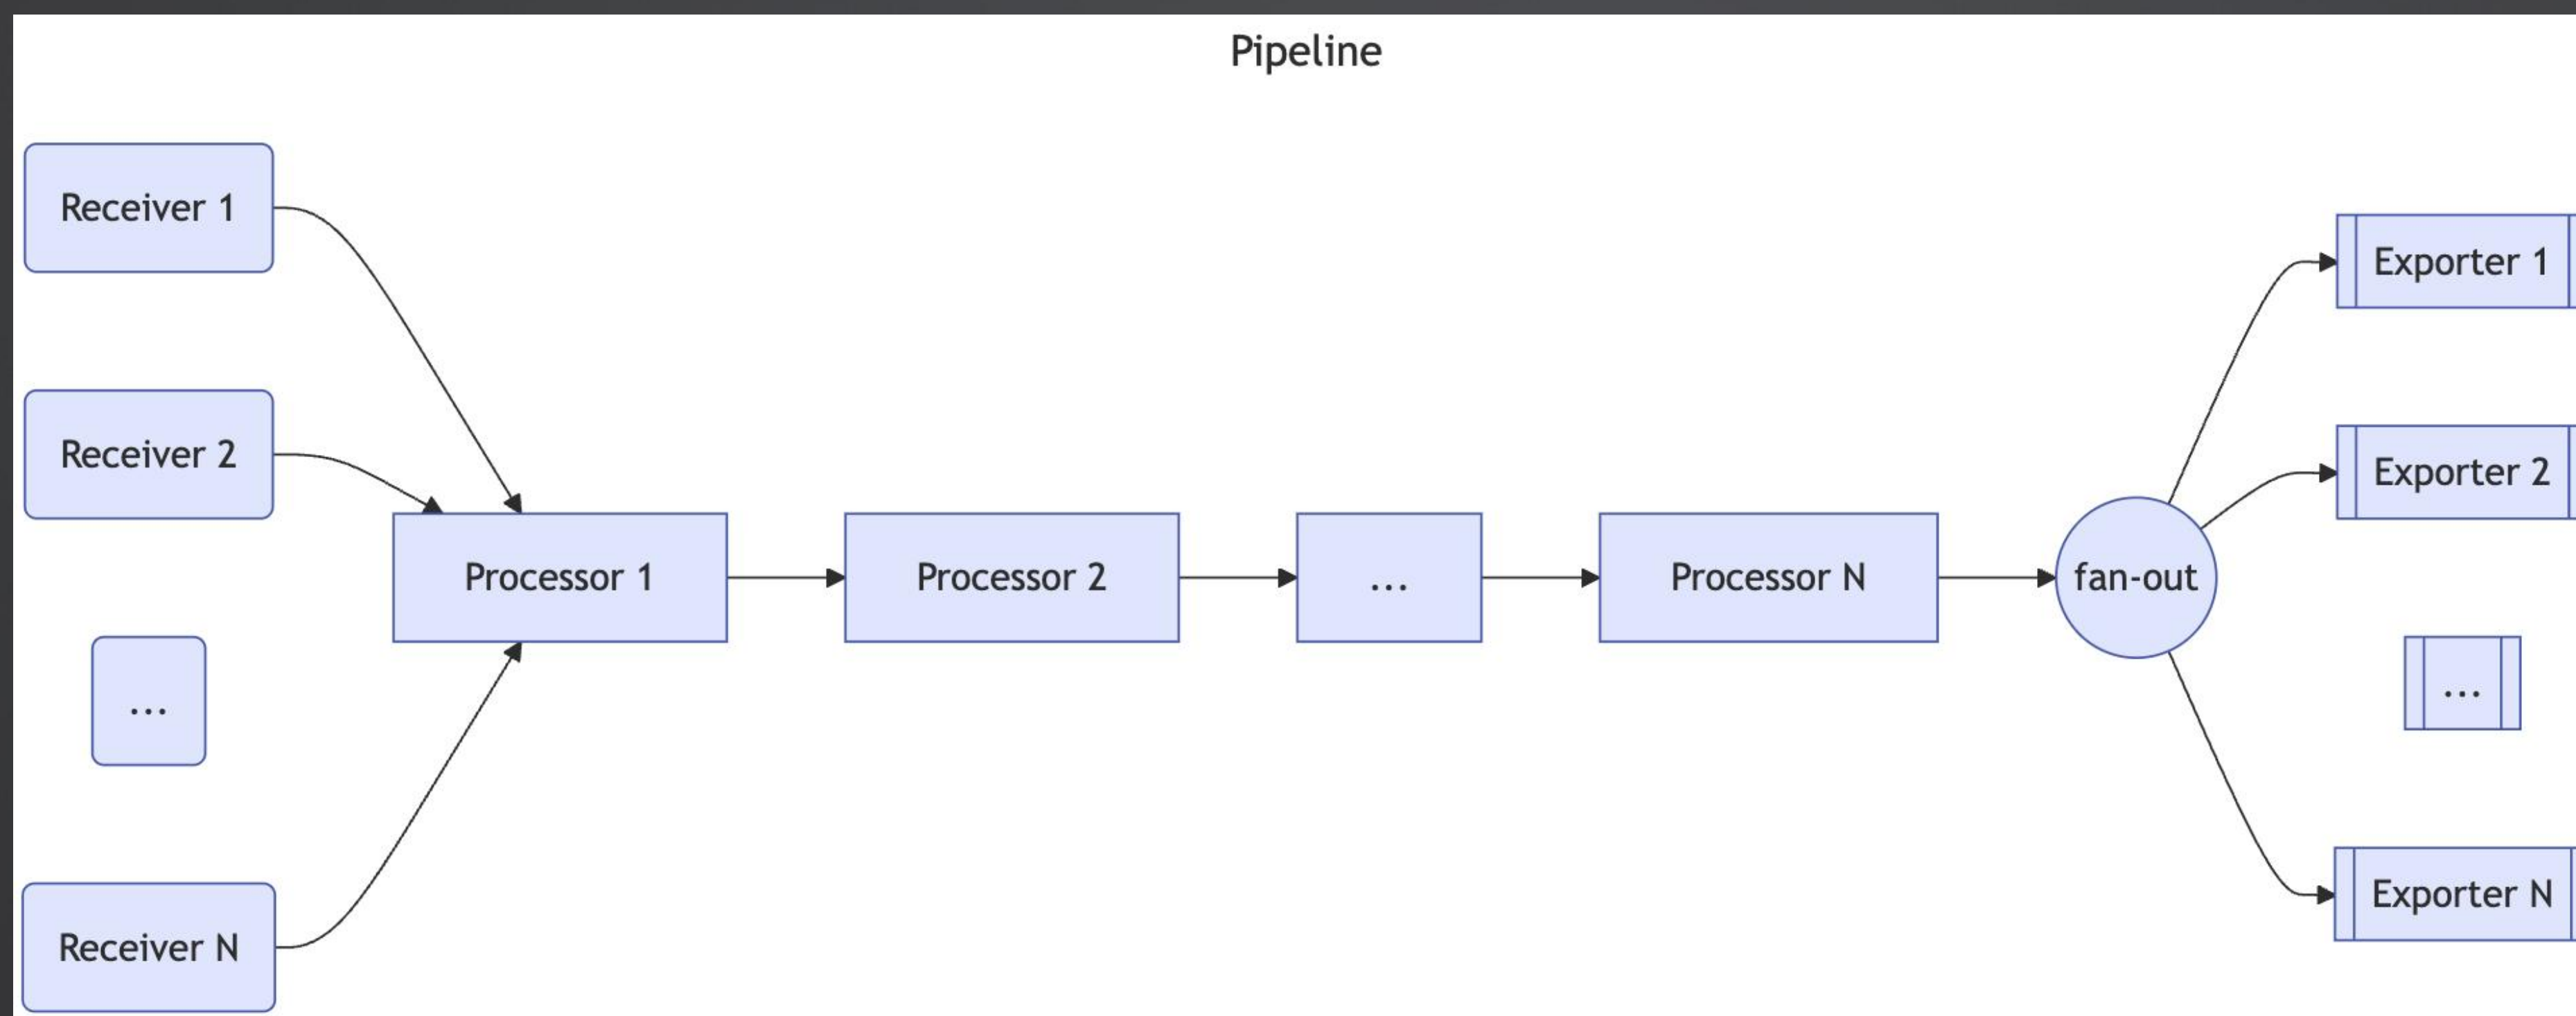 Pipeline
Receiver 1
Receiver 2
...
Receiver N
Processor 1
Processor 2
...
Processor N
fan-out
Exporter 1
Exporter 2
...
Exporter N